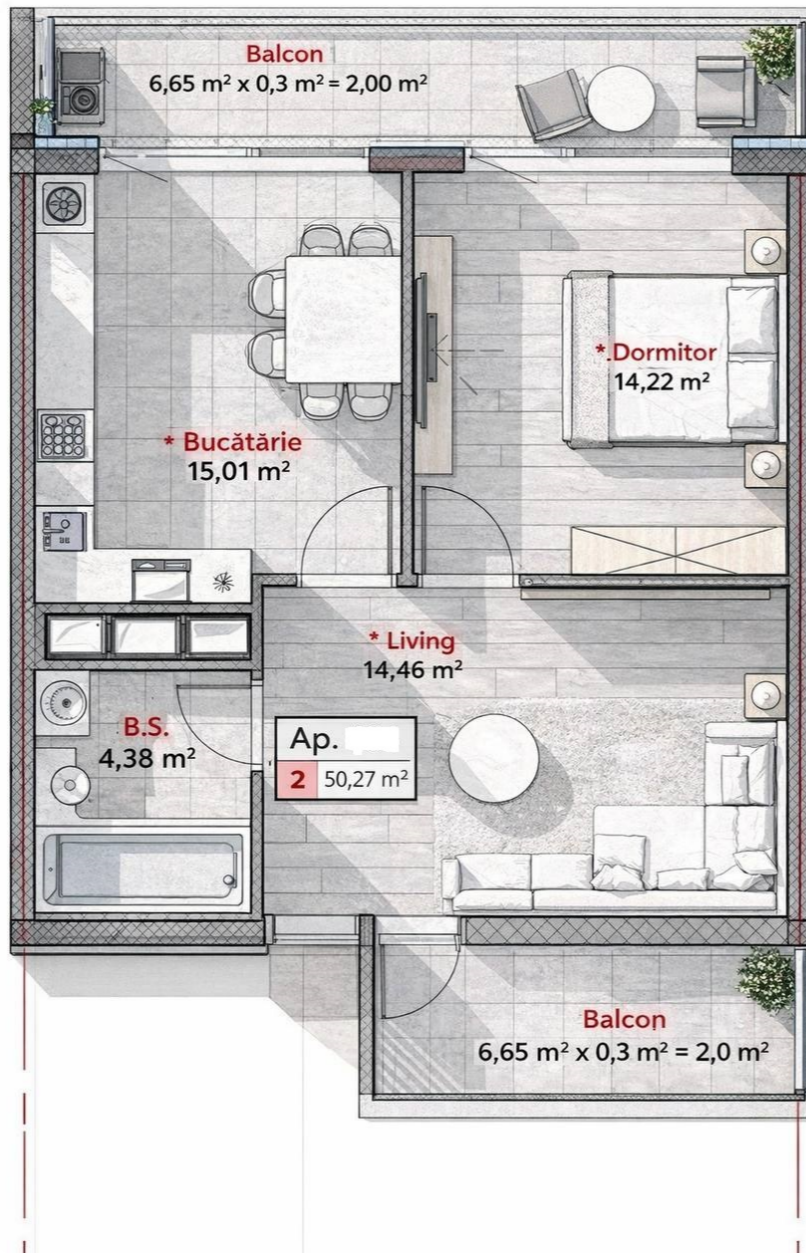 Balcon
6,65 m² x 0,3 m² = 2,00 m²
*.Dormitor
14,22 m²
* Bucătărie
15,01 m²
* Living
14,46 m²
B.S.
4,38 m²
Ap.
2 50,27 m²
Balcon
6,65 m² x 0,3 m² = 2,0 m²